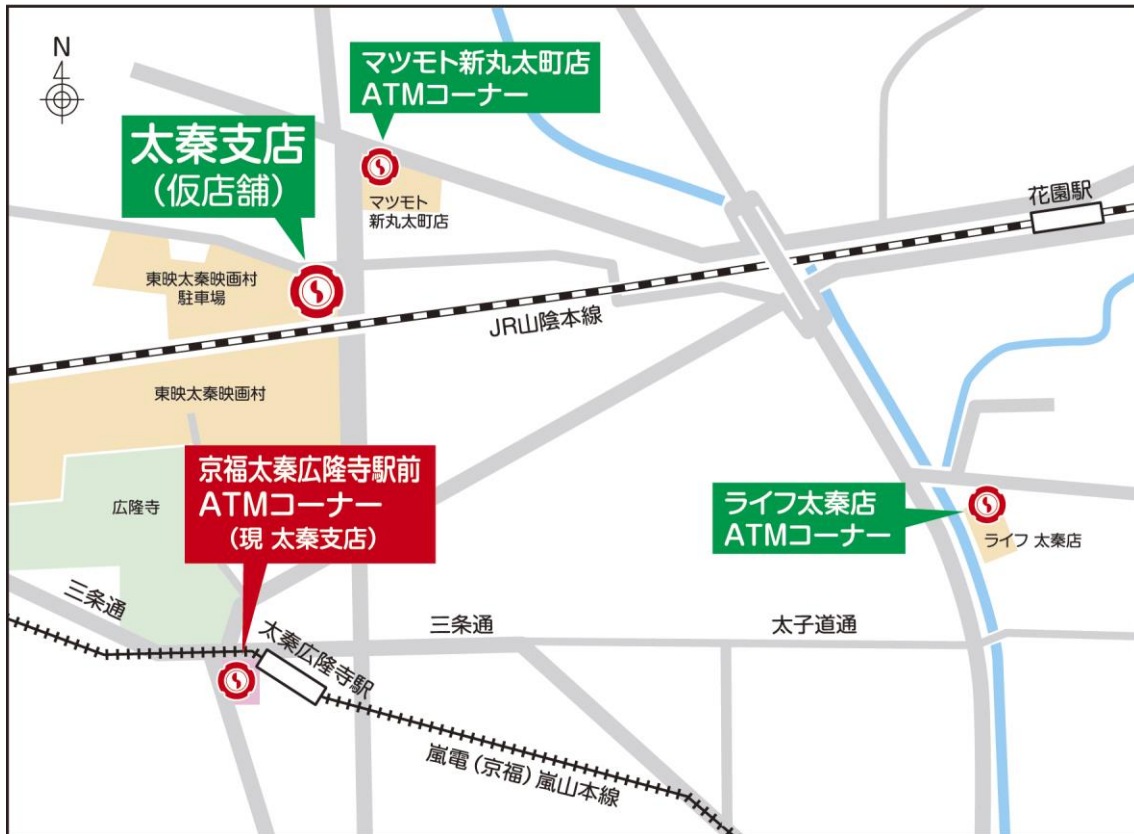 N
マツモト新丸太町店
ATMコーナー
太秦支店
(仮店舗)
マツモト
新丸太町店
花園駅
東映太秦映画村
駐車場
JR山陰本線
東映太秦映画村
京福太秦広隆寺駅前
ATMコーナー
(現 太秦支店)
広隆寺
ライフ太秦店
ATMコーナー
ライフ 太秦店
三条通
太秦広隆寺駅
三条通
太子道通
嵐電(京福)嵐山本線